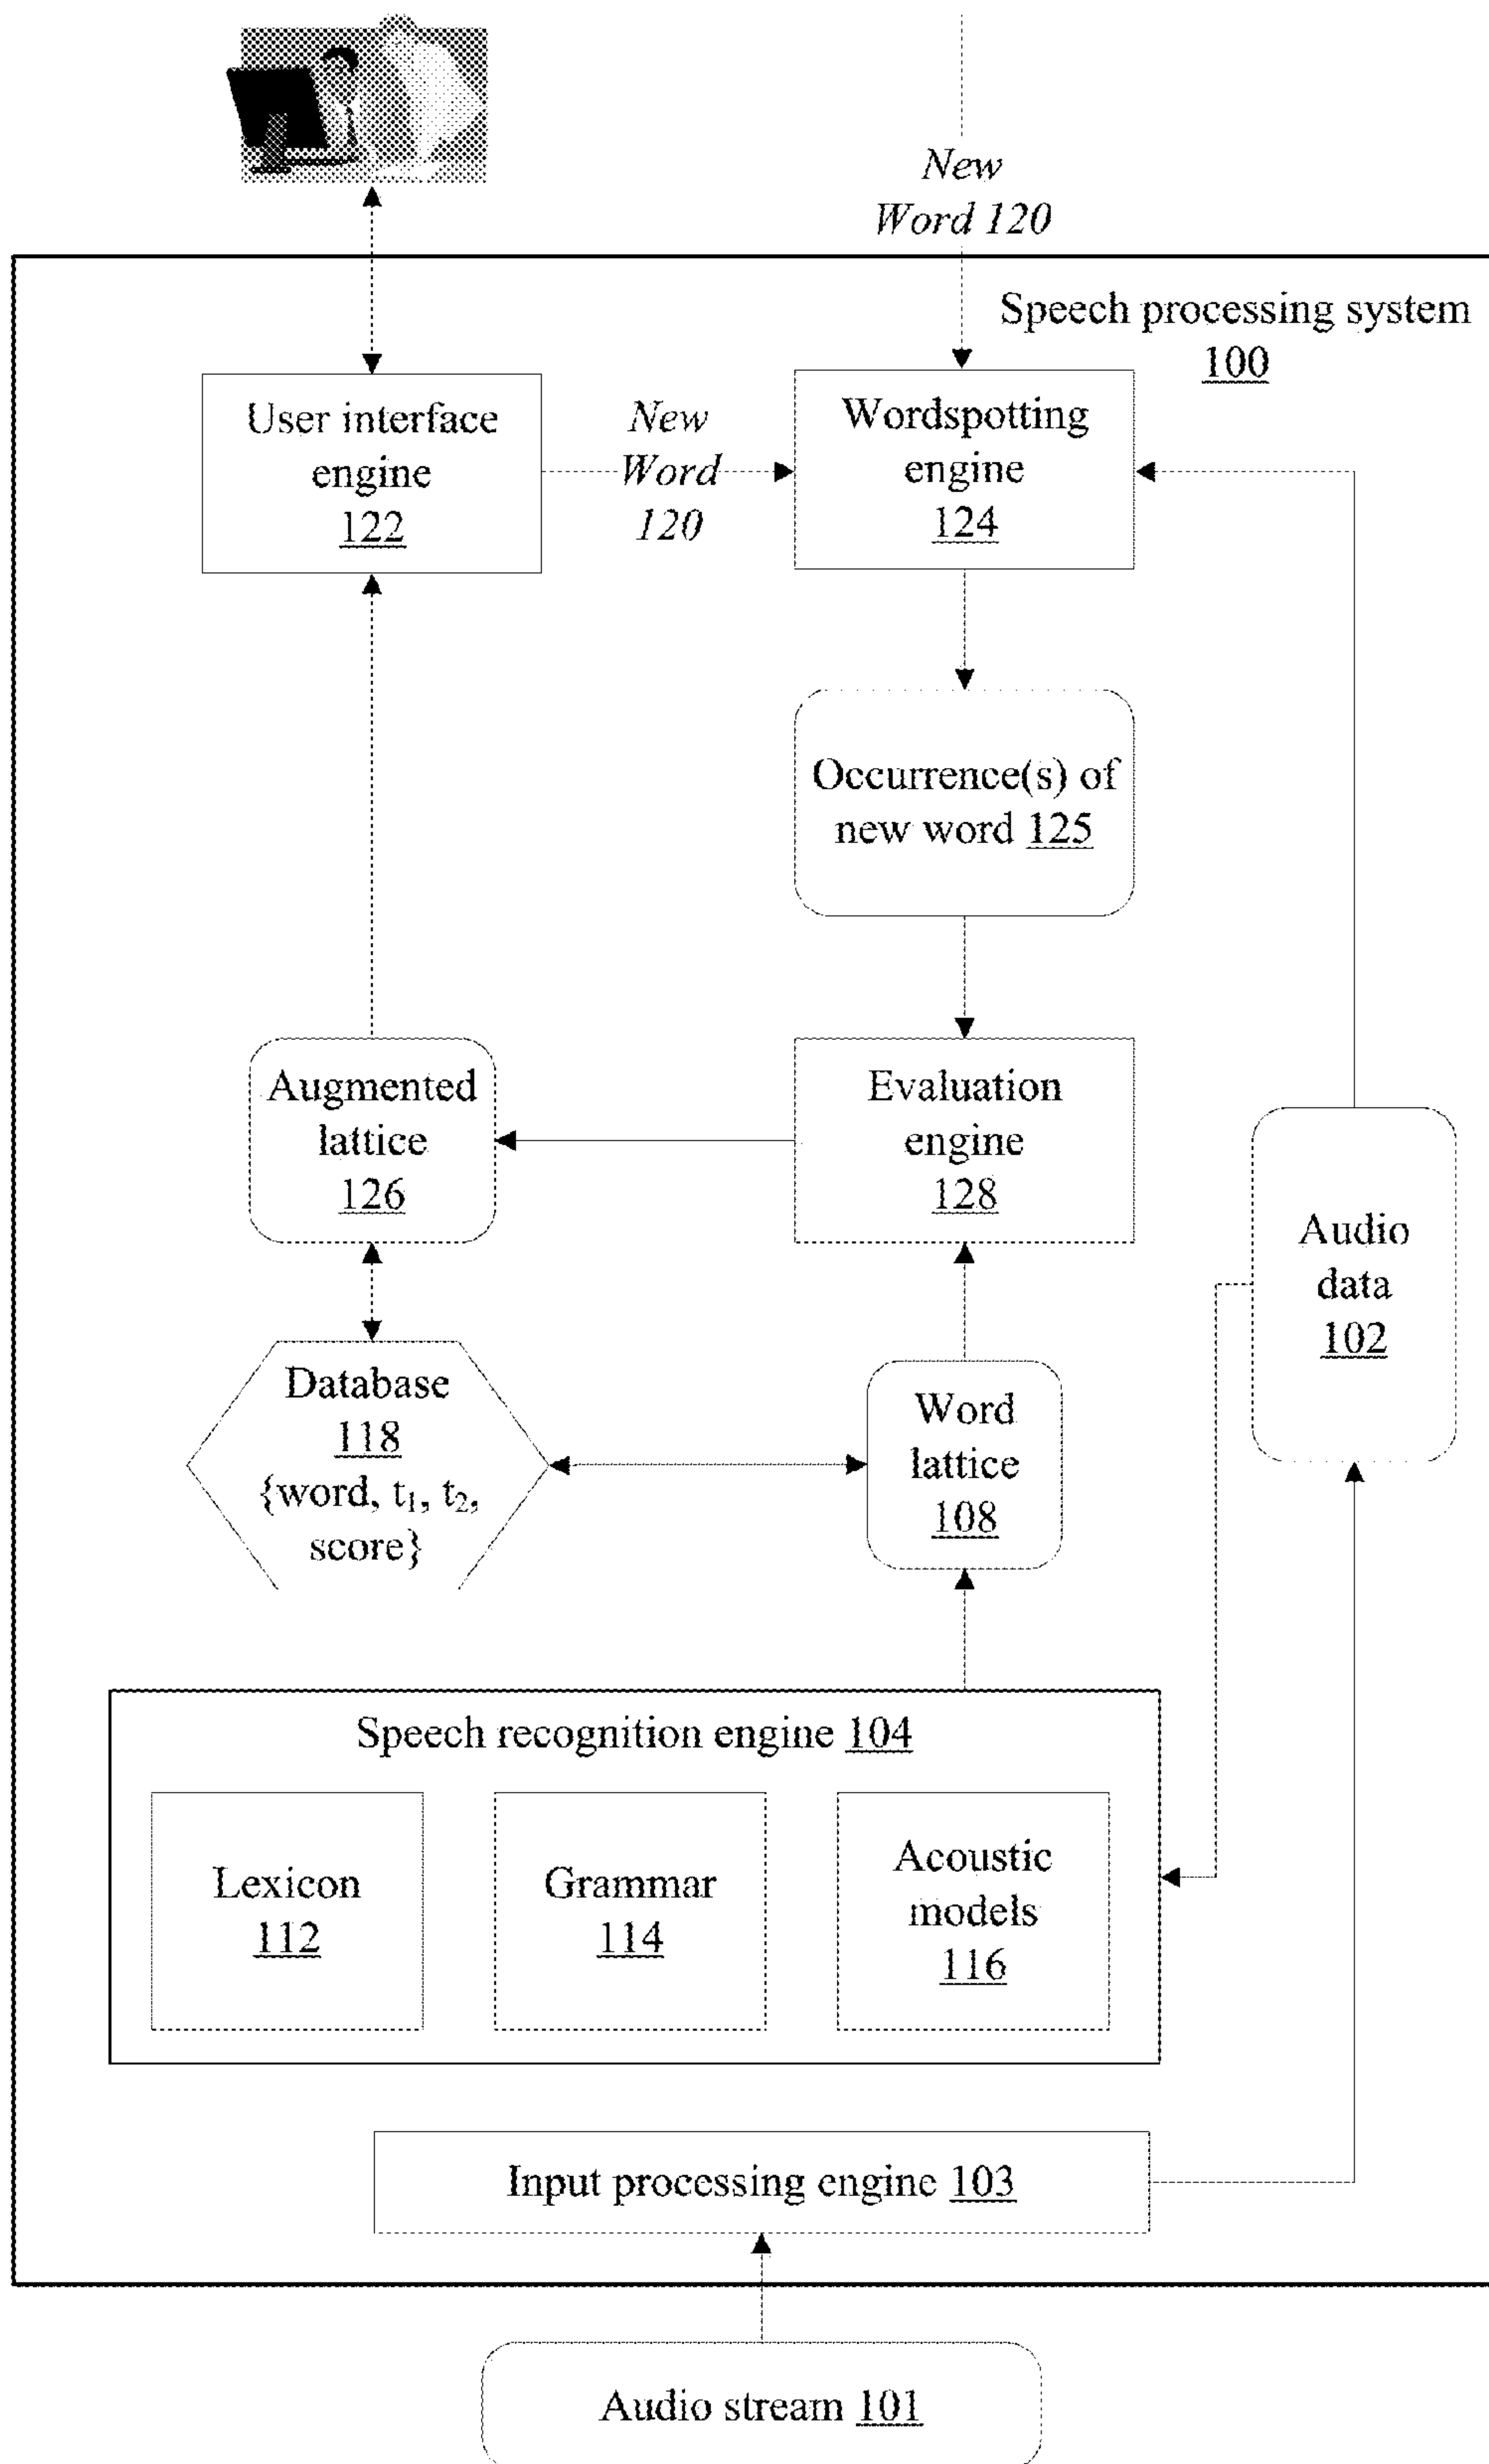 New
Word 120
Speech processing system
100
User interface
engine
122
New
Word
120
Wordspotting
engine
124
Occurrence(s) of
new word 125
Augmented
lattice
126
Evaluation
engine
128
Audio
data
102
Database
118
{word, t₁, t₂,
score}
Word
lattice
108
Speech recognition engine 104
Lexicon
112
Grammar
114
Acoustic
models
116
Input processing engine 103
Audio stream 101